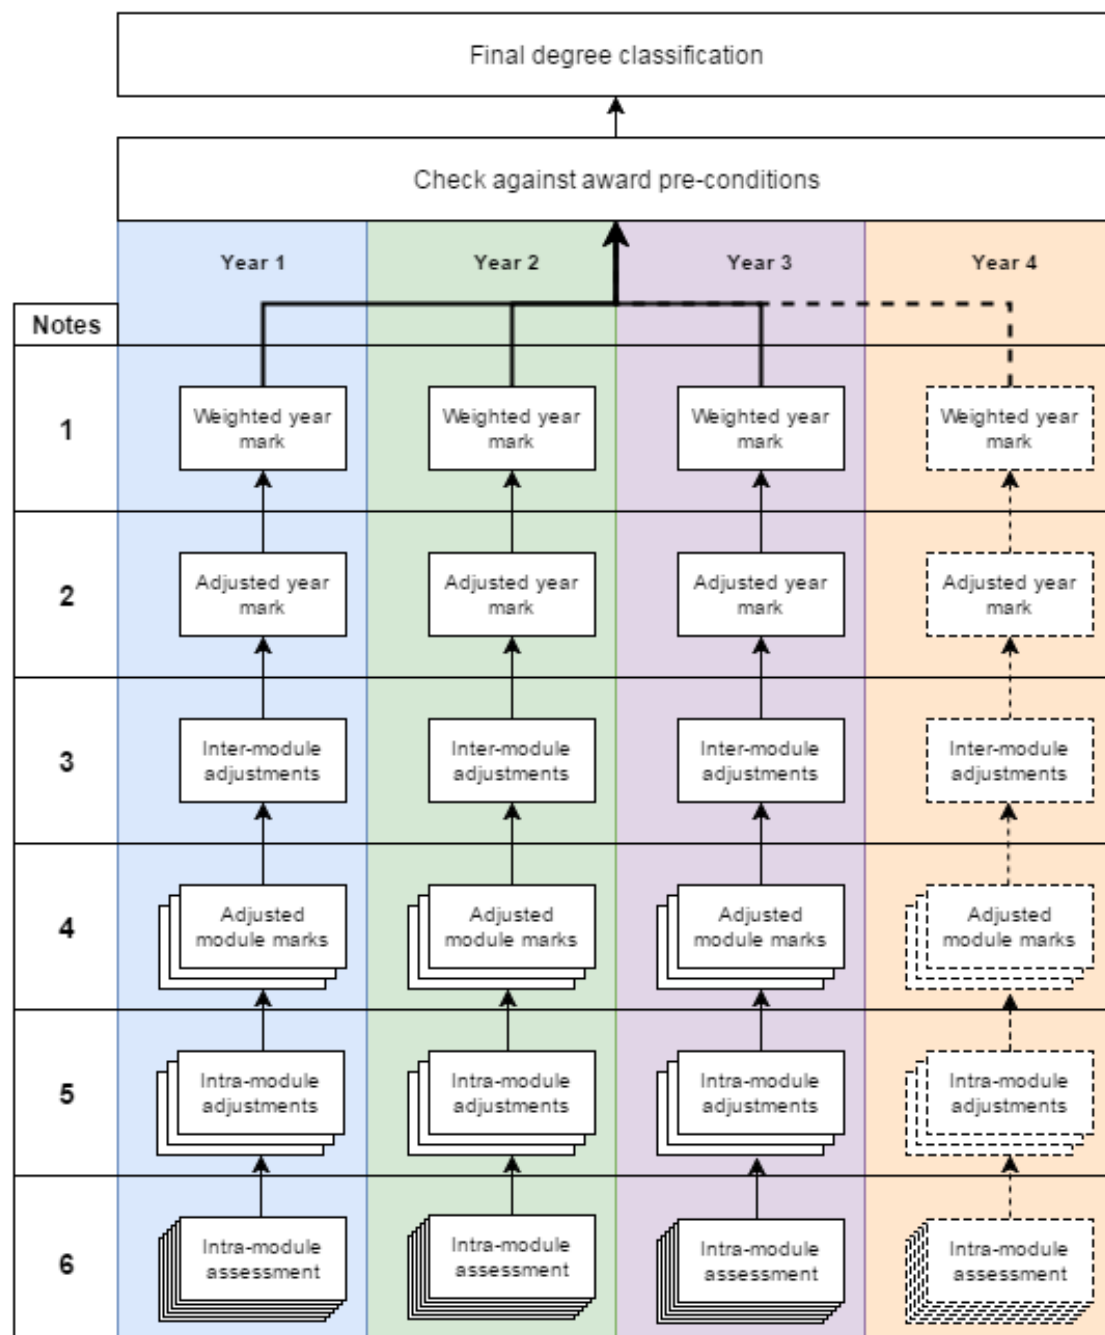 Final degree classification
Check against award pre-conditions
Year 1
Year 2
Year 3
Year 4
Notes
1
Weighted year
mark
Weighted year
mark
Weighted year
mark
Weighted year
mark
2
Adjusted year
mark
Adjusted year
mark
Adjusted year
mark
Adjusted year
mark
3
Inter-module
adjustments
Inter-module
adjustments
Inter-module
adjustments
Inter-module
adjustments
4
Adjusted
module marks
Adjusted
module marks
Adjusted
module marks
Adjusted
module marks
5
Intra-module
adjustments
Intra-module
adjustments
Intra-module
adjustments
Intra-module
adjustments
6
Intra-module
assessment
Intra-module
assessment
Intra-module
assessment
Intra-module
assessment